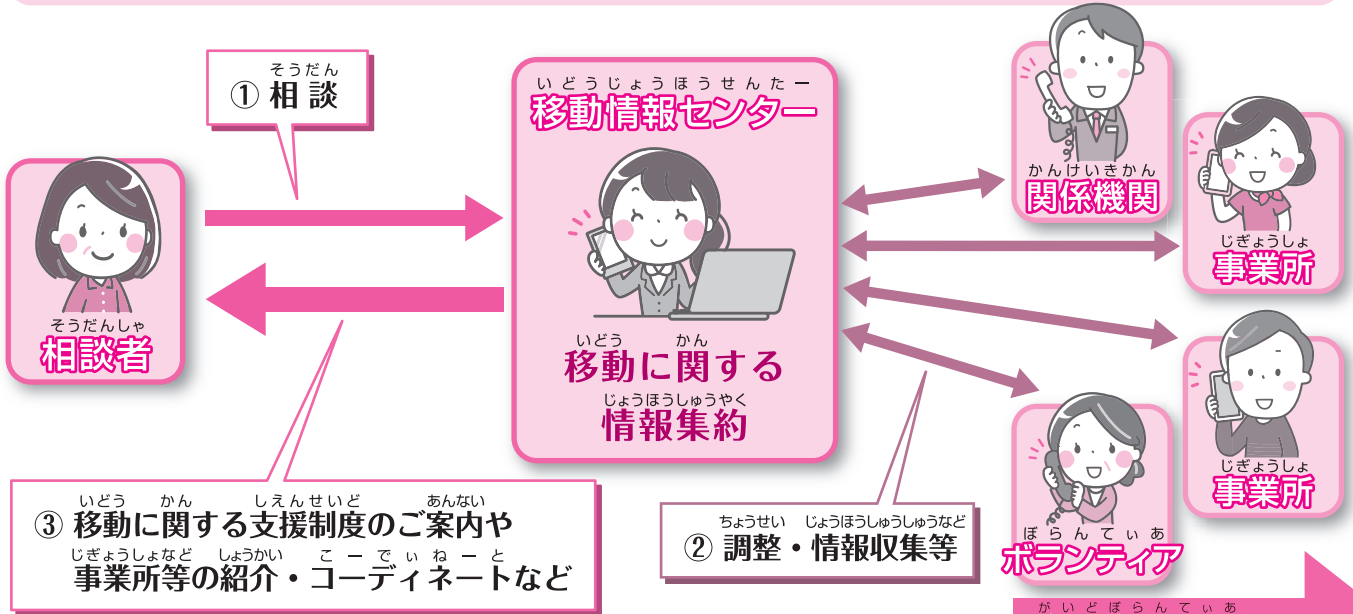 そうだん
① 相談
いどうじょうほうせんたー
移動情報センター
いどう かん
移動に関する
じょうほうしゅうやく
情報集約
そうだんしゃ
相談者
かんけいきかん
関係機関
じぎょうしょ
事業所
じぎょうしょ
事業所
ぼらんてぃあ
ボランティア
いどう かん しえんせいど あんない
③ 移動に関する支援制度のご案内や
じぎょうしょなど しょうかい こーでぃねーと
事業所等の紹介・コーディネートなど
ちょうせい じょうほうしゅうしゅうなど
② 調整・情報収集等
がいどぼらんてぃあ